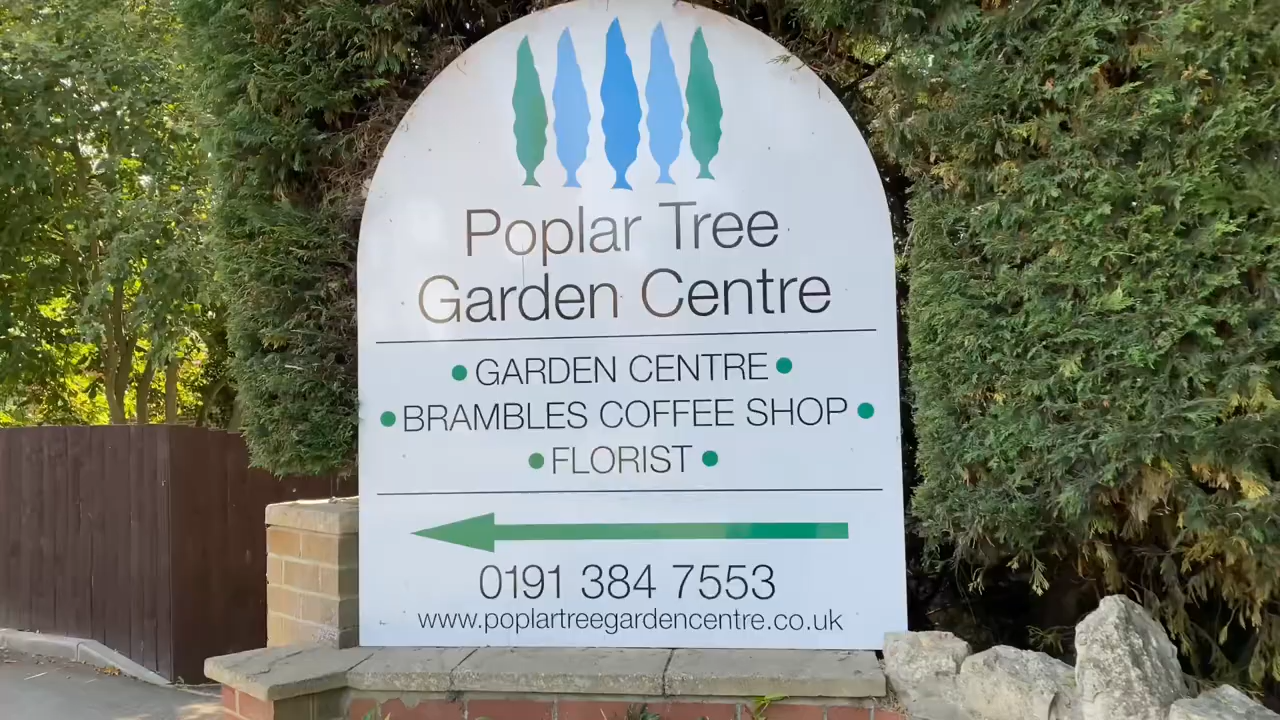 Poplar Tree
Garden Centre
• GARDEN CENTRE •
• BRAMBLES COFFEE SHOP •
• FLORIST •
0191 384 7553
www.poplartreegardencentre.co.uk